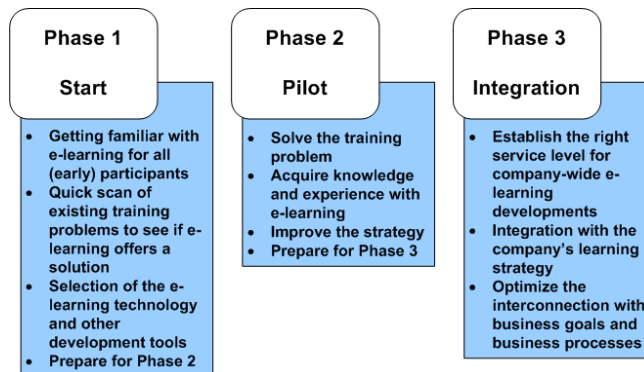 Phase 1
Start
• Getting familiar with
e-learning for all
(early) participants
• Quick scan of
existing training
problems to see if e-
learning offers a
solution
• Selection of the e-
learning technology
and other
development tools
• Prepare for Phase 2
Phase 2
Pilot
• Solve the training
problem
• Acquire knowledge
and experience with
e-learning
• Improve the strategy
• Prepare for Phase 3
Phase 3
Integration
• Establish the right
service level for
company-wide e-
learning
developments
• Integration with the
company's learning
strategy
• Optimize the
interconnection with
business goals and
business processes